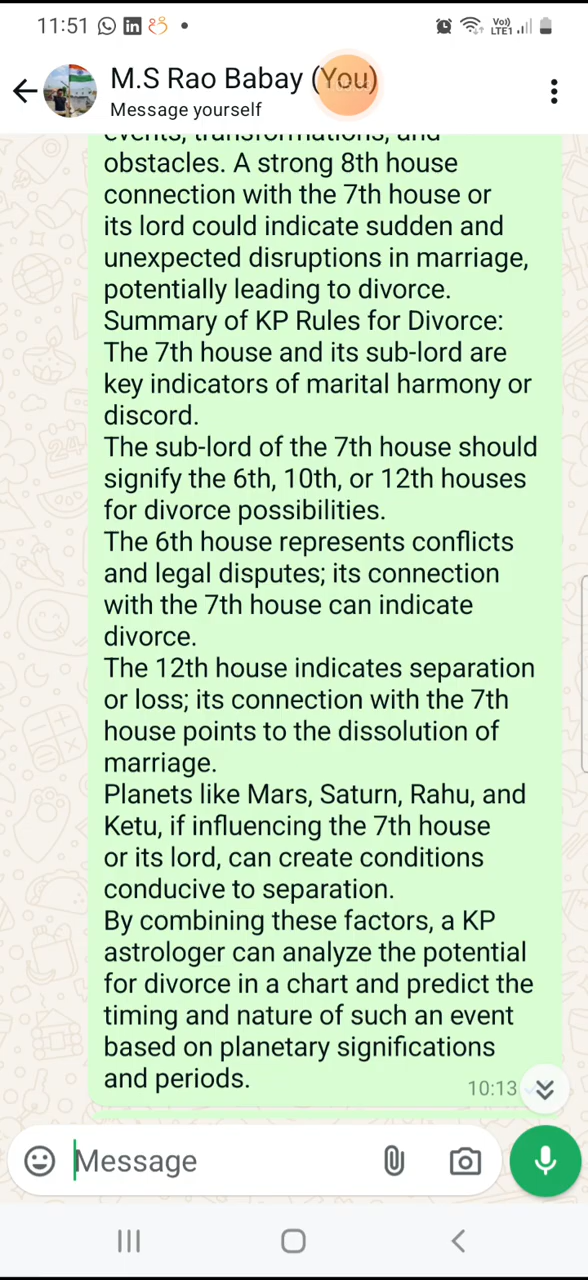 11:51
Vo))
LTE1
M.S Rao Babay (You)
Message yourself
events, transformations, and
obstacles. A strong 8th house
connection with the 7th house or
its lord could indicate sudden and
unexpected disruptions in marriage,
potentially leading to divorce.
Summary of KP Rules for Divorce:
The 7th house and its sub-lord are
key indicators of marital harmony or
discord.
The sub-lord of the 7th house should
signify the 6th, 10th, or 12th houses
for divorce possibilities.
The 6th house represents conflicts
and legal disputes; its connection
with the 7th house can indicate
divorce.
The 12th house indicates separation
or loss; its connection with the 7th
house points to the dissolution of
marriage.
Planets like Mars, Saturn, Rahu, and
Ketu, if influencing the 7th house
or its lord, can create conditions
conducive to separation.
By combining these factors, a KP
astrologer can analyze the potential
for divorce in a chart and predict the
timing and nature of such an event
based on planetary significations
and periods.
10:13
Message